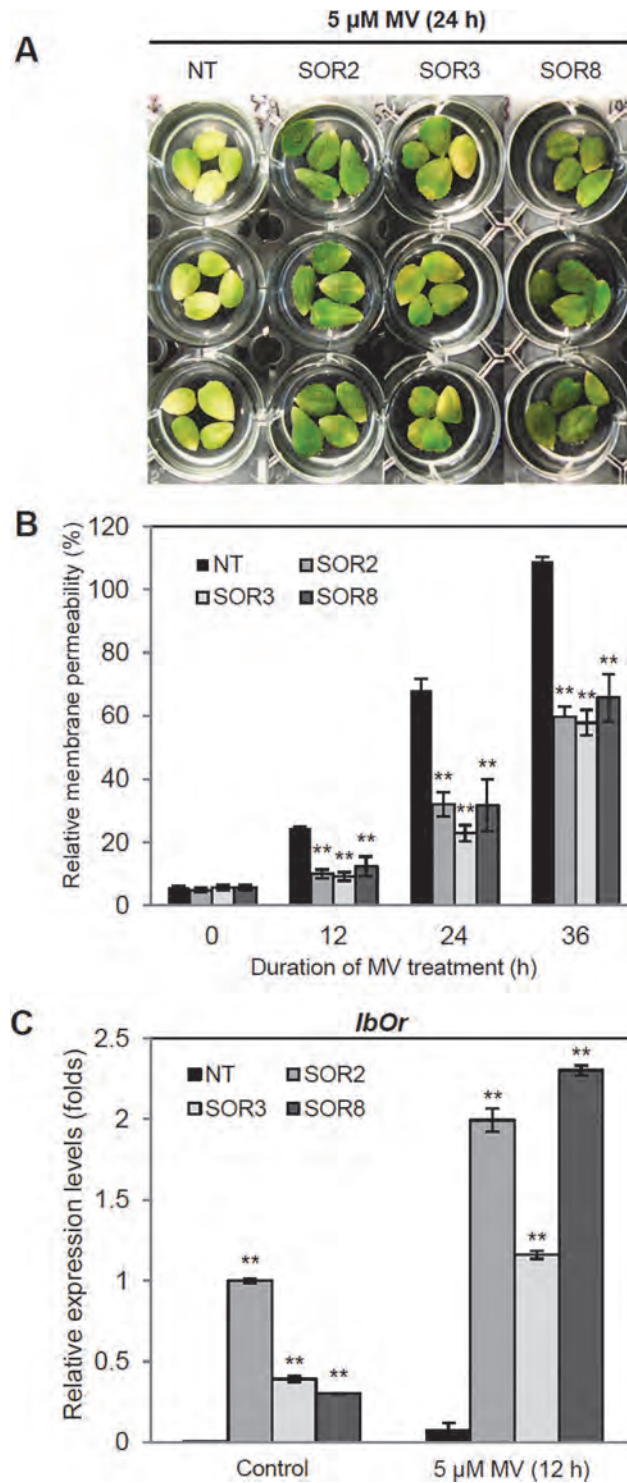 5 µM MV (24 h)
A
NT SOR2 SOR3 SOR8
B
Relative membrane permeability (%)
120
100
80
60
40
20
0
NT SOR2
SOR3 SOR8
** ** **
** ** **
** ** **
0 12 24 36
Duration of MV treatment (h)
C
IbOr
Relative expression levels (folds)
2.5
2
1.5
1
0.5
0
NT SOR2
SOR3 SOR8
** ** **
** ** **
Control 5 µM MV (12 h)